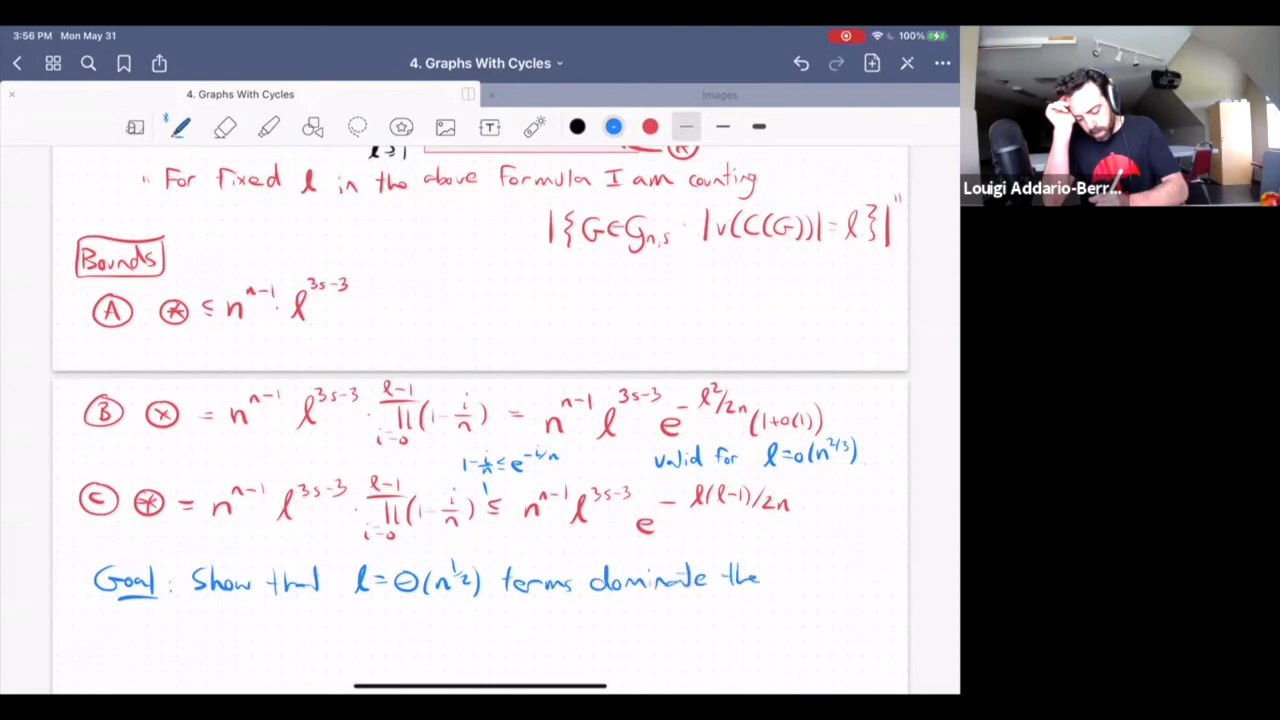 3:56 PM Mon May 31
100%
4. Graphs With Cycles
4. Graphs With Cycles
Images
l ≥ 1
" For fixed l in the above formula I am counting
|{G ∈ G_{n,s} : |v(C(G))| = l}| "
Bounds
Ⓐ ⊛ ≤ n^{n-1} · l^{3s-3}
Ⓑ ⊛ = n^{n-1} l^{3s-3} · ∏_{i=0}^{l-1} (1 - i/n) = n^{n-1} l^{3s-3} e^{-l²/2n} (1+o(1))
1 - i/n ≤ e^{-i/n} valid for l = o(n^{2/3}).
Ⓒ ⊛ = n^{n-1} l^{3s-3} · ∏_{i=0}^{l-1} (1 - i/n) ≤ n^{n-1} l^{3s-3} e^{-l(l-1)/2n}
Goal: Show that l = Θ(n^{1/2}) terms dominate the
Louigi Addario-Berr...